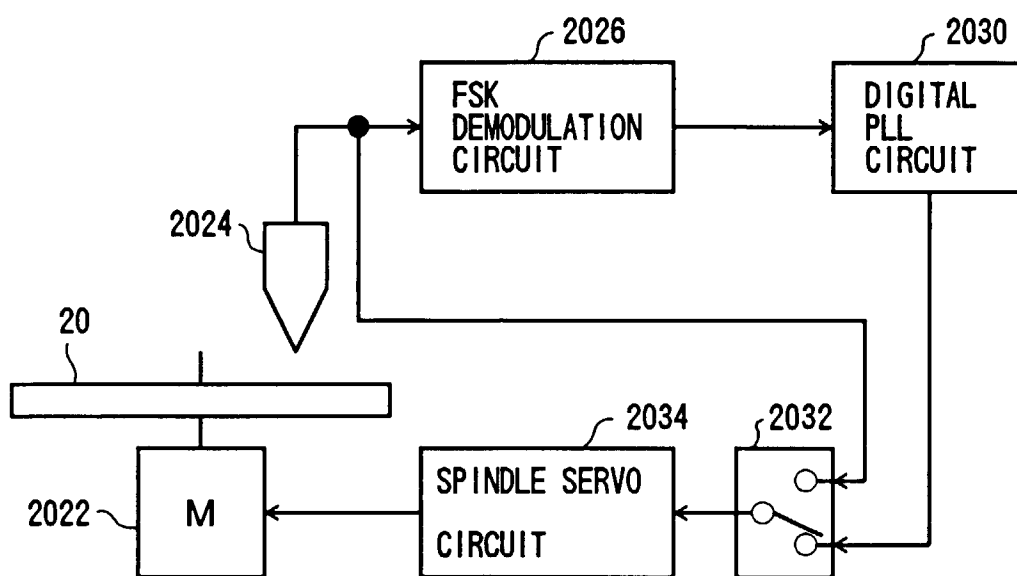 2026
2030
FSK
DEMODULATION
CIRCUIT
DIGITAL
PLL
CIRCUIT
2024
20
2034
2032
SPINDLE SERVO
CIRCUIT
M
2022